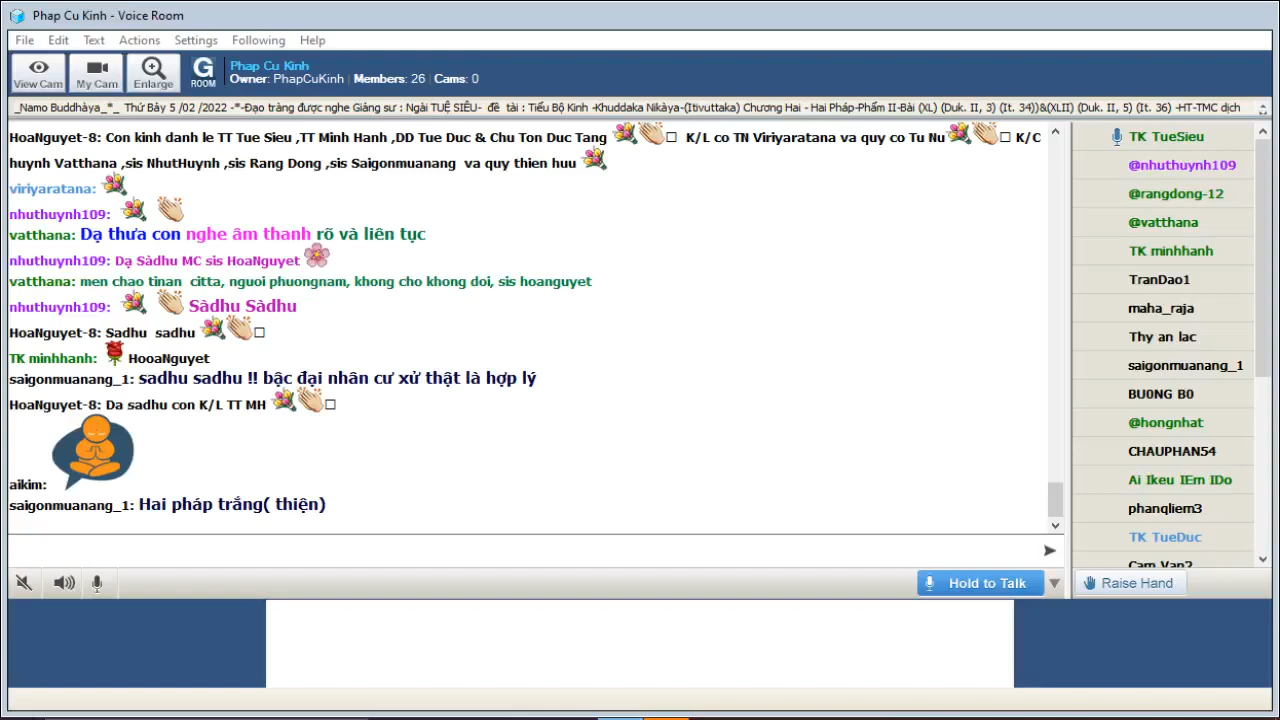 Phap Cu Kinh - Voice Room
File Edit Text Actions Settings Following Help
View Cam My Cam Enlarge G ROOM
Phap Cu Kinh
Owner: PhapCuKinh Members: 26 Cams: 0
_Namo Buddhàya_*_ Thứ Bảy 5 /02 /2022 -*-Đạo tràng được nghe Giảng sư : Ngài TUỆ SIÊU- đề tài : Tiểu Bộ Kinh -Khuddaka Nikàya-(Itivuttaka) Chương Hai - Hai Pháp-Phẩm II-Bài (XL) (Duk. II, 3) (It. 34))&(XLII) (Duk. II, 5) (It. 36) -HT-TMC dịch
HoaNguyet-8: Con kinh danh le TT Tue Sieu ,TT Minh Hanh ,DD Tue Duc & Chu Ton Duc Tang K/L co TN Viriyaratana va quy co Tu Nu K/C
huynh Vatthana ,sis NhutHuynh ,sis Rang Dong ,sis Saigonmuanang va quy thien huu
viriyaratana:
nhuthuynh109:
vatthana: Dạ thưa con nghe âm thanh rõ và liên tục
nhuthuynh109: Dạ Sàdhu MC sis HoaNguyet
vatthana: men chao tinan citta, nguoi phuongnam, khong cho khong doi, sis hoanguyet
nhuthuynh109: Sàdhu Sàdhu
HoaNguyet-8: Sadhu sadhu
TK minhhanh: HooaNguyet
saigonmuanang_1: sadhu sadhu !! bậc đại nhân cư xử thật là hợp lý
HoaNguyet-8: Da sadhu con K/L TT MH
aikim:
saigonmuanang_1: Hai pháp trắng( thiện)
TK TueSieu
@nhuthuynh109
@rangdong-12
@vatthana
TK minhhanh
TranDao1
maha_raja
Thy an lac
saigonmuanang_1
BU0NG B0
@hongnhat
CHAUPHAN54
Ai Ikeu IEm IDo
phanqliem3
TK TueDuc
Cam Van2
Hold to Talk
Raise Hand